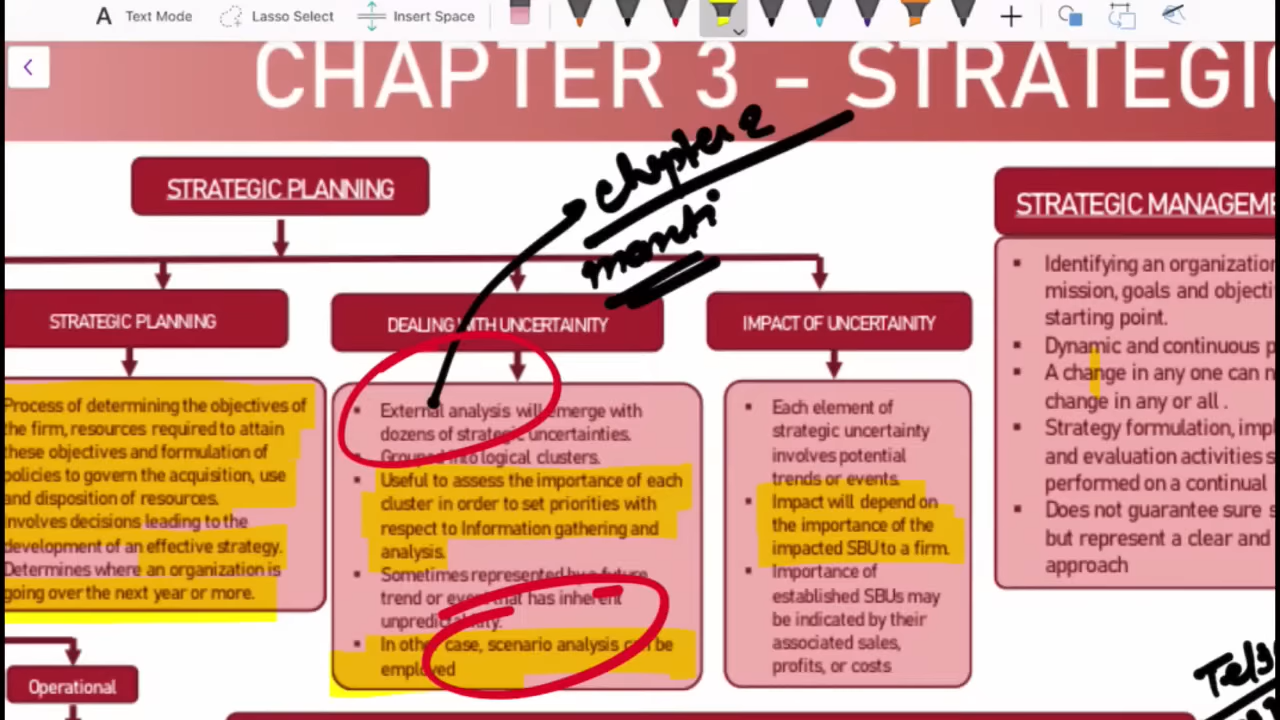 Text Mode
Lasso Select
Insert Space
CHAPTER 3 - STRATEGIC
chapter 2
STRATEGIC PLANNING
STRATEGIC PLANNING
Process of determining the objectives of
the firm, resources required to attain
these objectives and formulation of
policies to govern the acquisition, use
and disposition of resources.
Involves decisions leading to the
development of an effective strategy.
Determines where an organization is
going over the next year or more.
Operational
DEALING WITH UNCERTAINITY
▪ External analysis will emerge with
dozens of strategic uncertainties.
▪ Grouped into logical clusters.
▪ Useful to assess the importance of each
cluster in order to set priorities with
respect to Information gathering and
analysis.
▪ Sometimes represented by a future
trend or event that has inherent
unpredictability.
▪ In other case, scenario analysis can be
employed
IMPACT OF UNCERTAINITY
▪ Each element of
strategic uncertainty
involves potential
trends or events.
▪ Impact will depend on
the importance of the
impacted SBU to a firm.
▪ Importance of
established SBUs may
be indicated by their
associated sales,
profits, or costs
STRATEGIC MANAGEME
▪ Identifying an organization
mission, goals and objecti
starting point.
▪ Dynamic and continuous p
▪ A change in any one can n
change in any or all .
▪ Strategy formulation, impl
and evaluation activities s
performed on a continual
▪ Does not guarantee sure s
but represent a clear and
approach